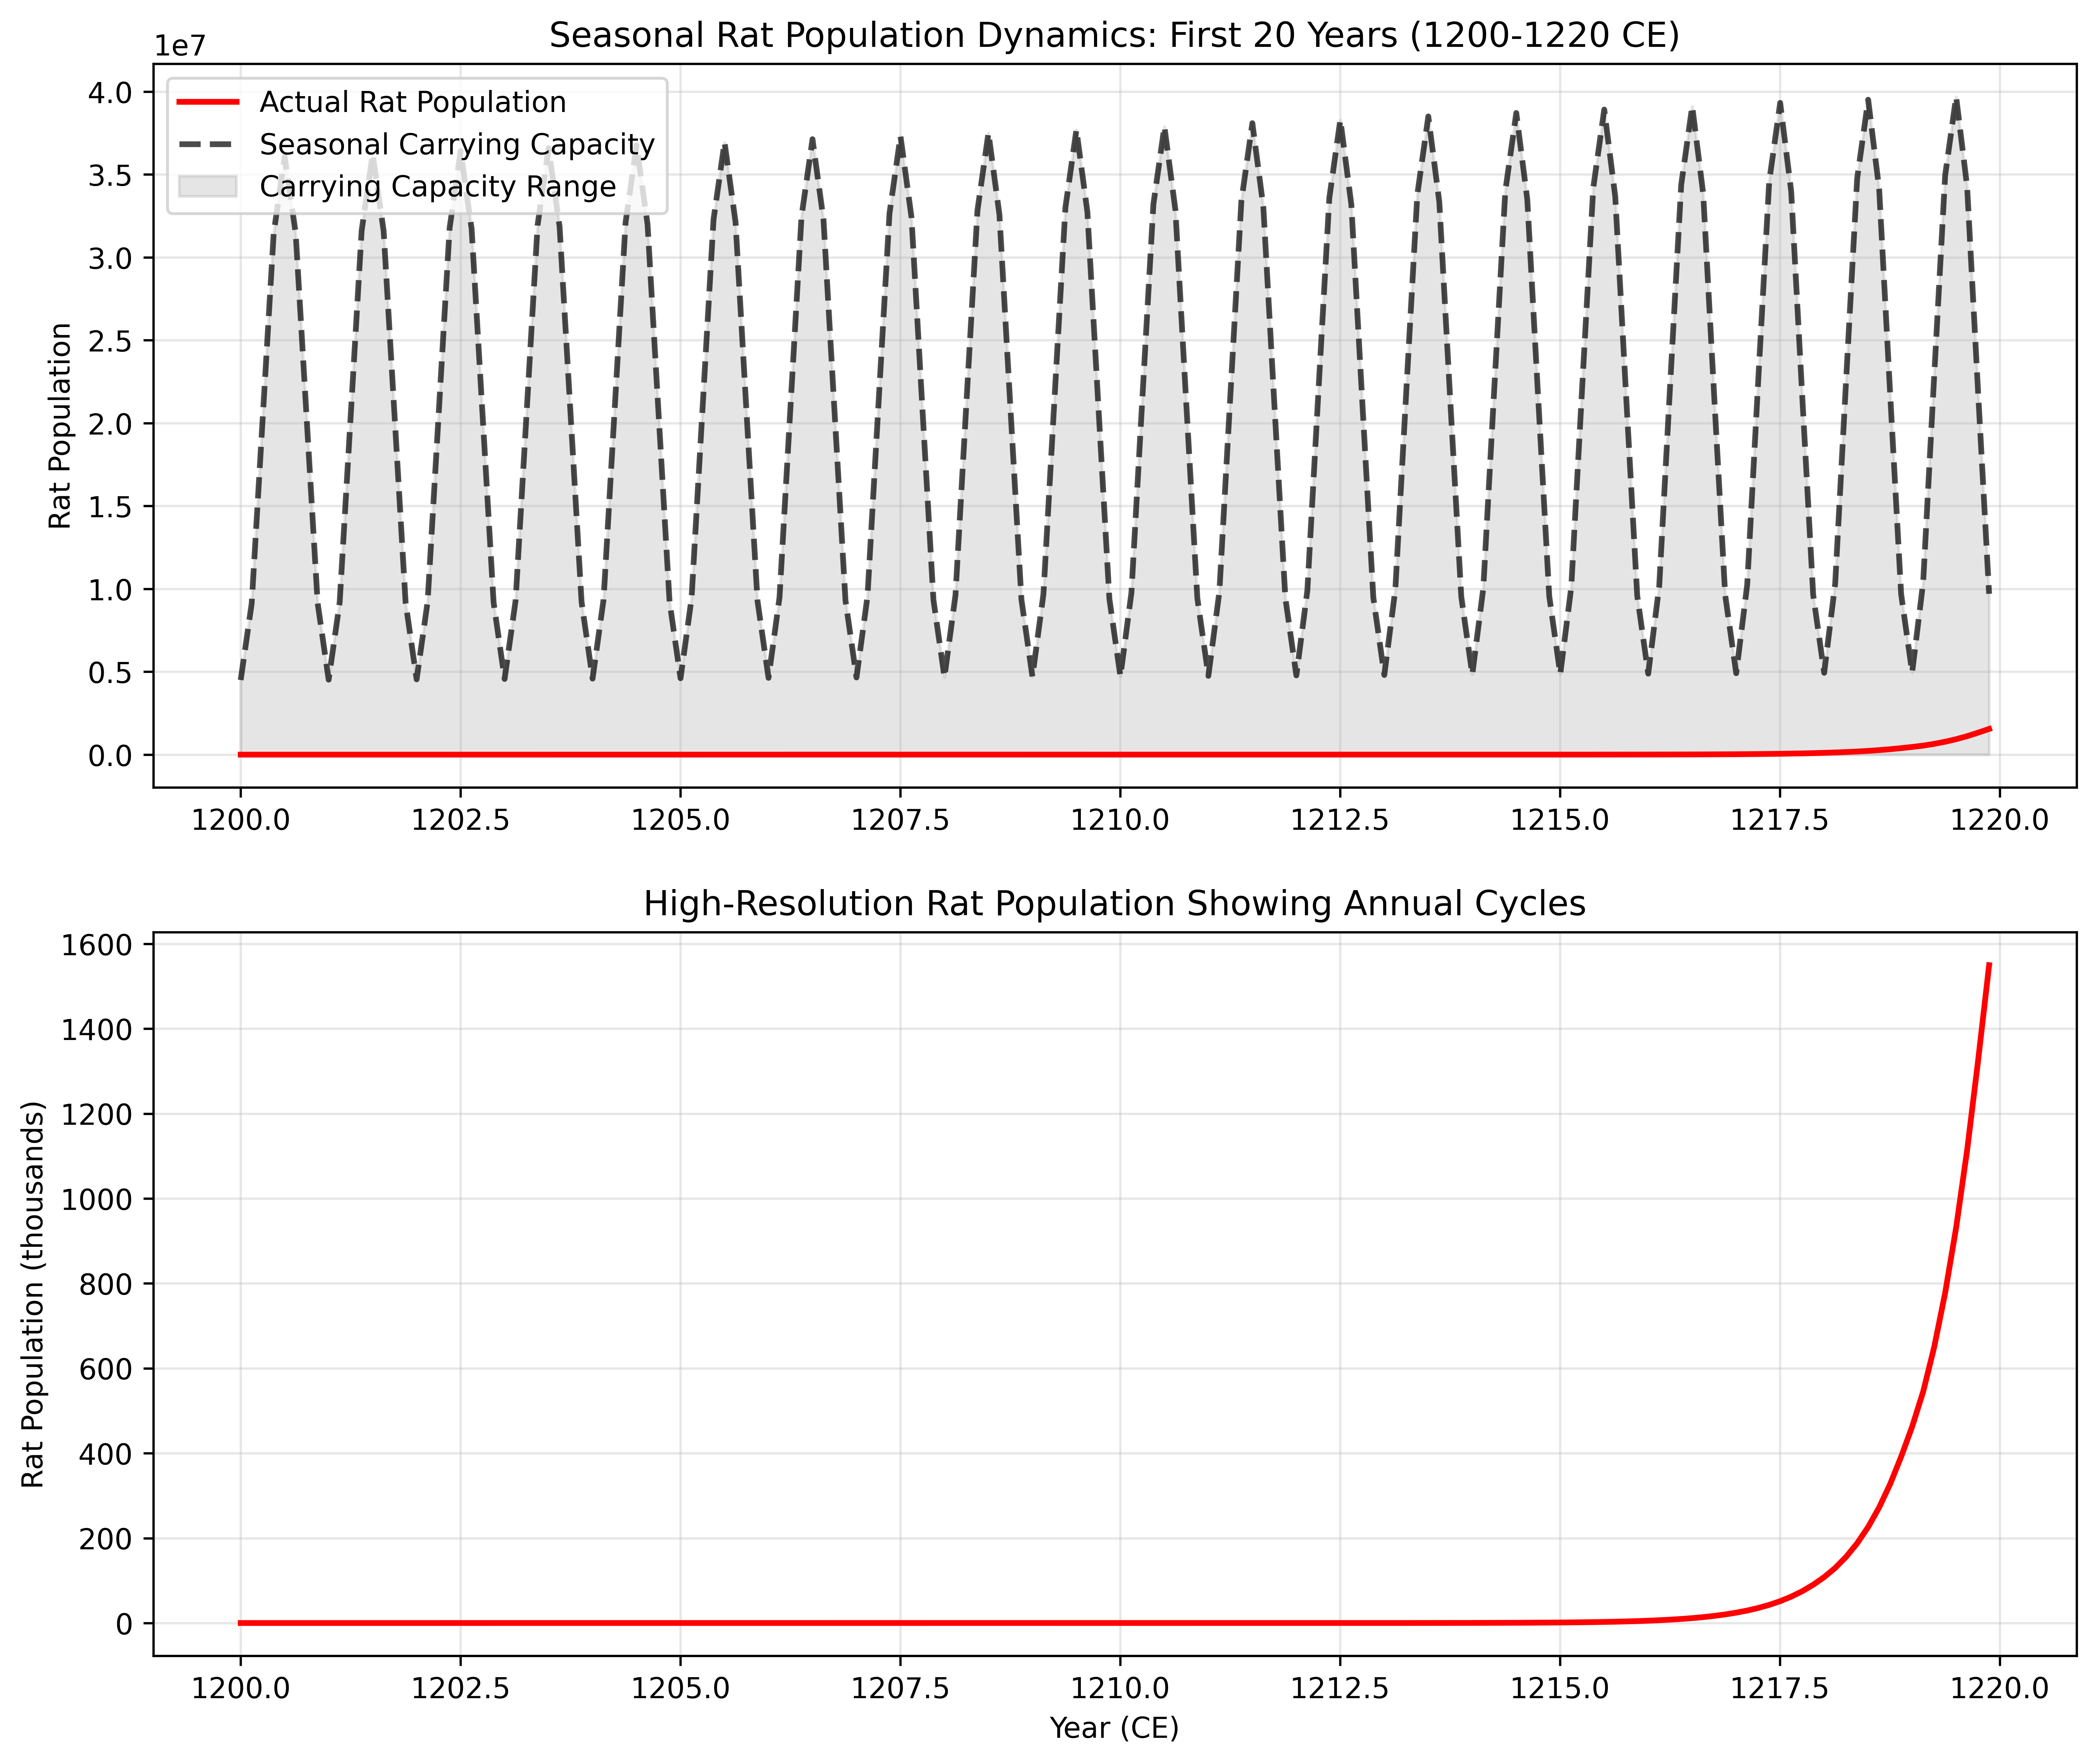 Seasonal Rat Population Dynamics: First 20 Years (1200-1220 CE)
1e7
Actual Rat Population
Seasonal Carrying Capacity
Carrying Capacity Range
Rat Population
4.0
3.5
3.0
2.5
2.0
1.5
1.0
0.5
0.0
1200.0 1202.5 1205.0 1207.5 1210.0 1212.5 1215.0 1217.5 1220.0
High-Resolution Rat Population Showing Annual Cycles
Rat Population (thousands)
1600
1400
1200
1000
800
600
400
200
0
1200.0 1202.5 1205.0 1207.5 1210.0 1212.5 1215.0 1217.5 1220.0
Year (CE)